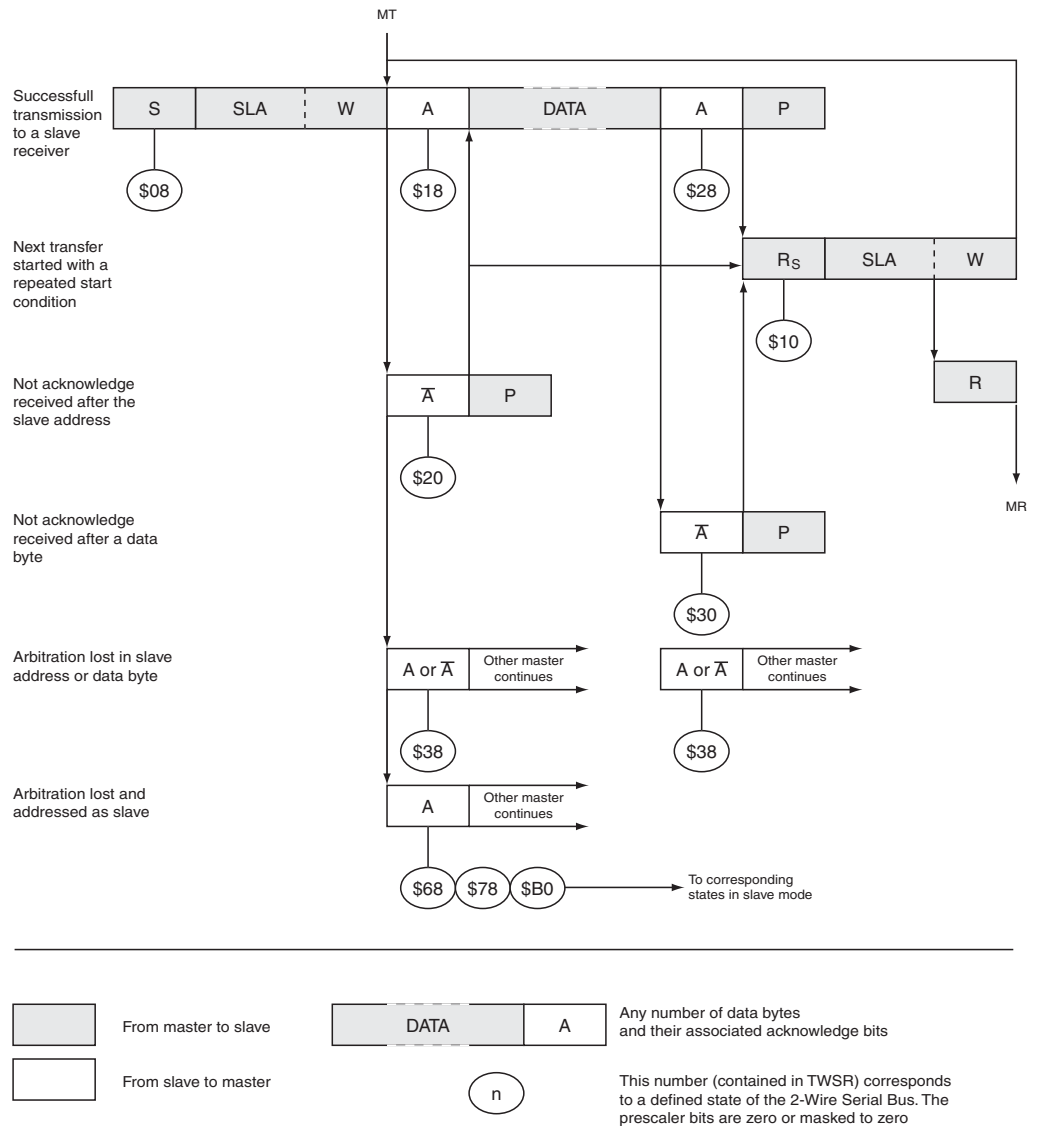 MT
Successfull
transmission
to a slave
receiver
S SLA W A DATA A P
$08 $18 $28
Next transfer
started with a
repeated start
condition
RS SLA W
$10
Not acknowledge
received after the
slave address
A̅ P
R
$20
MR
Not acknowledge
received after a data
byte
A̅ P
$30
Arbitration lost in slave
address or data byte
A or A̅
Other master
continues
A or A̅
Other master
continues
$38 $38
Arbitration lost and
addressed as slave
A
Other master
continues
$68 $78 $B0
To corresponding
states in slave mode
From master to slave
DATA A
Any number of data bytes
and their associated acknowledge bits
From slave to master
n
This number (contained in TWSR) corresponds
to a defined state of the 2-Wire Serial Bus. The
prescaler bits are zero or masked to zero